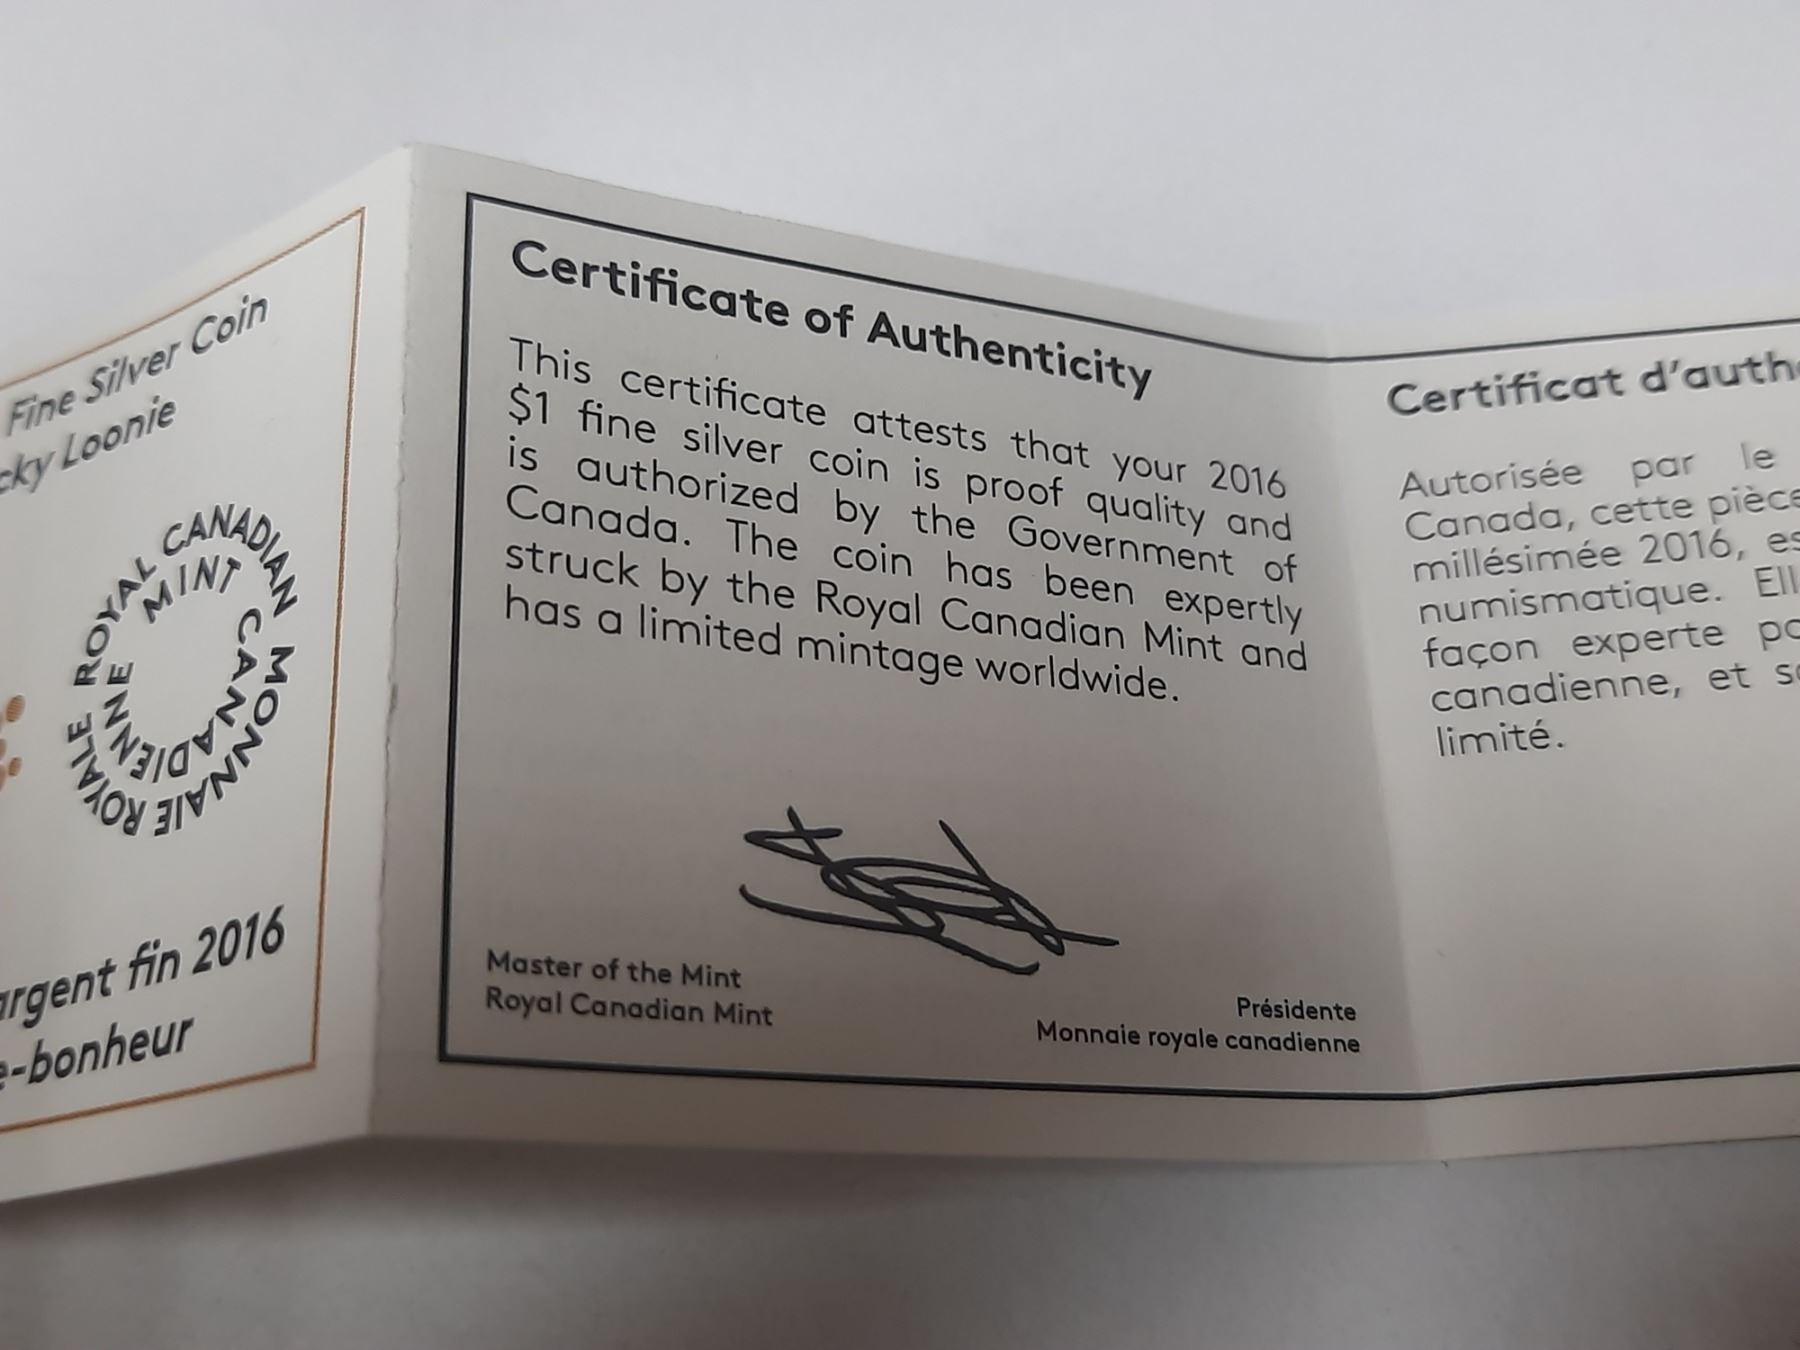 Fine Silver Coin
Loonie
ROYAL CANADIAN MINT
MONNAIE ROYALE CANADIENNE
argent fin 2016
-bonheur
Certificate of Authenticity
This certificate attests that your 2016
$1 fine silver coin is proof quality and
is authorized by the Government of
Canada. The coin has been expertly
struck by the Royal Canadian Mint and
has a limited mintage worldwide.
Master of the Mint
Royal Canadian Mint
Présidente
Monnaie royale canadienne
Certificat
Autorisée par le
Canada, cette pièce
millésimée 2016,
numismatique.
façon experte
canadienne, et
limité.